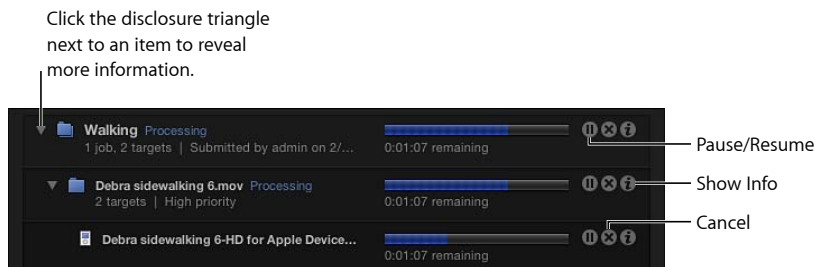 Click the disclosure triangle
next to an item to reveal
more information.
Walking Processing
1 job, 2 targets | Submitted by admin on 2/...
0:01:07 remaining
Pause/Resume
Debra sidewalking 6.mov Processing
2 targets | High priority
0:01:07 remaining
Show Info
Debra sidewalking 6-HD for Apple Device...
0:01:07 remaining
Cancel